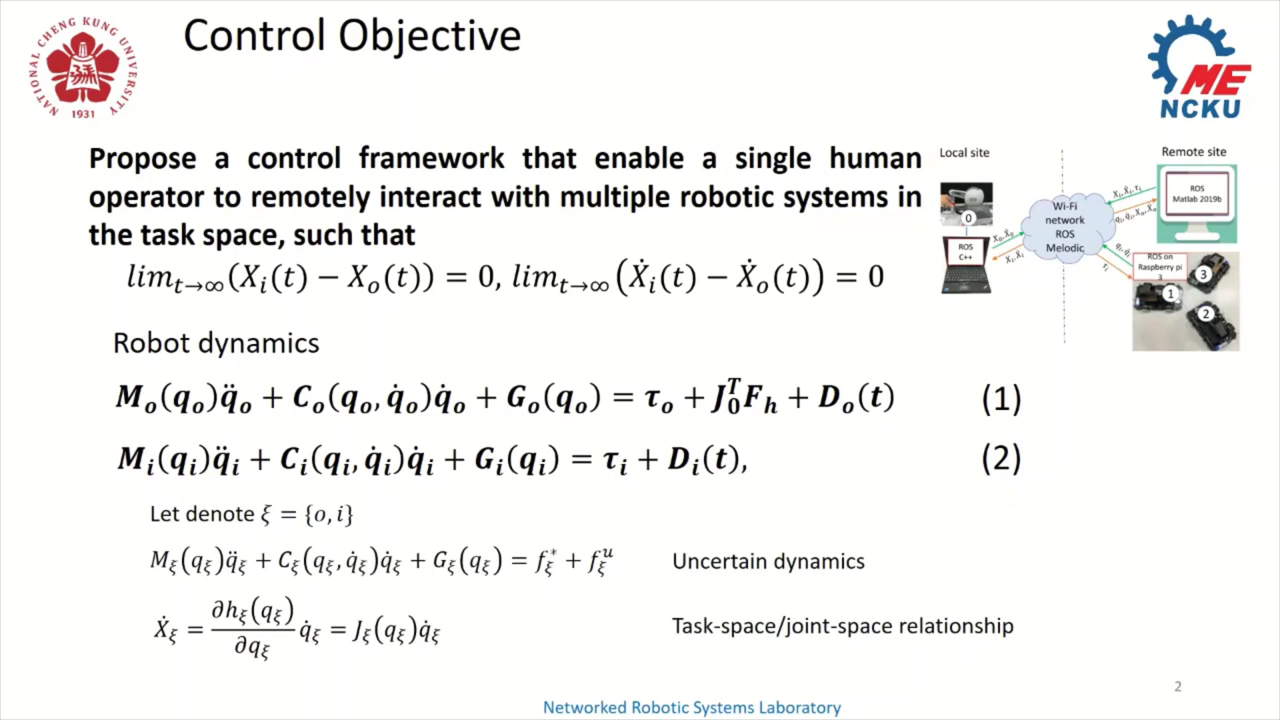 Control Objective
NATIONAL CHENG KUNG UNIVERSITY
1931
ME
NCKU
Propose a control framework that enable a single human
operator to remotely interact with multiple robotic systems in
the task space, such that
lim_{t→∞}(X_i(t) − X_o(t)) = 0, lim_{t→∞}(Ẋ_i(t) − Ẋ_o(t)) = 0
Local site
Remote site
0
ROS
C++
Wi-Fi
network
ROS
Melodic
ROS
Matlab 2019b
ROS on
Raspberry pi
3
1
2
3
Robot dynamics
M_o(q_o)q̈_o + C_o(q_o, q̇_o)q̇_o + G_o(q_o) = τ_o + J_0^T F_h + D_o(t) (1)
M_i(q_i)q̈_i + C_i(q_i, q̇_i)q̇_i + G_i(q_i) = τ_i + D_i(t), (2)
Let denote ξ = {o, i}
M_ξ(q_ξ)q̈_ξ + C_ξ(q_ξ, q̇_ξ)q̇_ξ + G_ξ(q_ξ) = f_ξ^* + f_ξ^u Uncertain dynamics
Ẋ_ξ = ∂h_ξ(q_ξ)/∂q_ξ q̇_ξ = J_ξ(q_ξ)q̇_ξ Task-space/joint-space relationship
2
Networked Robotic Systems Laboratory